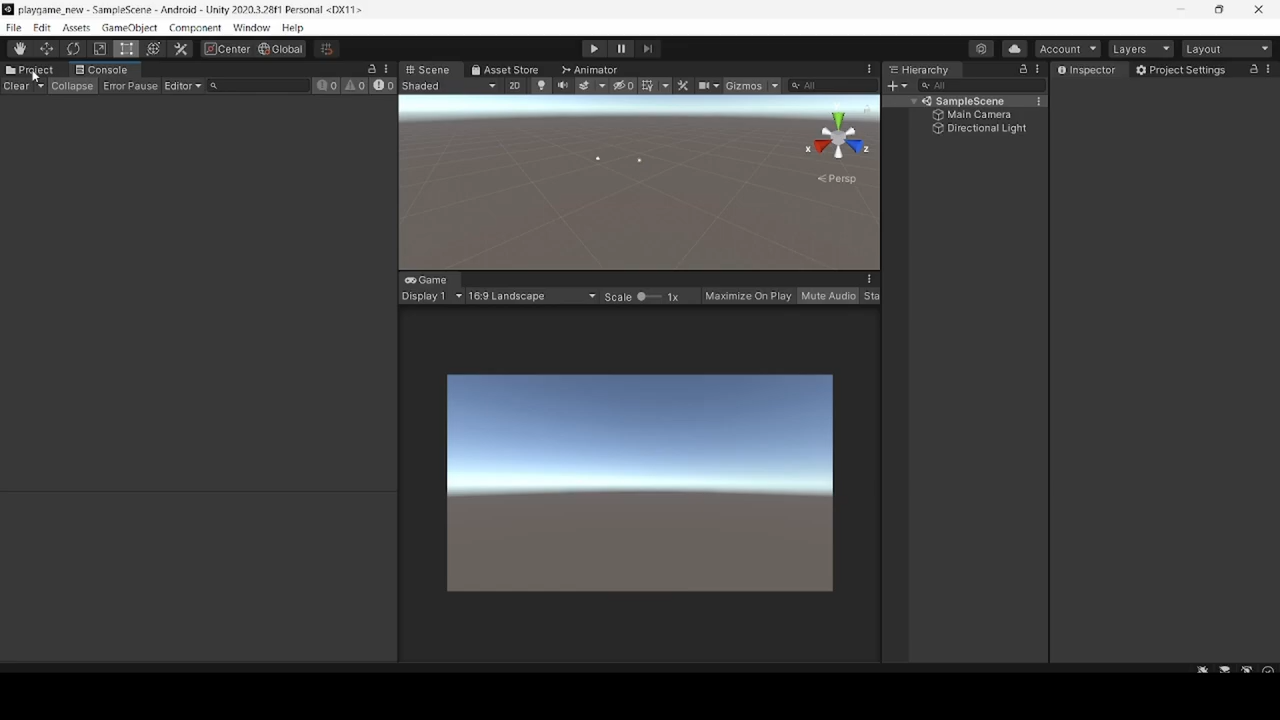 playgame_new - SampleScene - Android - Unity 2020.3.28f1 Personal <DX11>
File Edit Assets GameObject Component Window Help
Center Global Account Layers Layout
Project Console Scene Asset Store Animator Hierarchy Inspector Project Settings
Clear Collapse Error Pause Editor 0 0 0 Shaded 2D 0 Gizmos All All
SampleScene
Main Camera
Directional Light
x z
Persp
Game
Display 1 16:9 Landscape Scale 1x Maximize On Play Mute Audio Sta